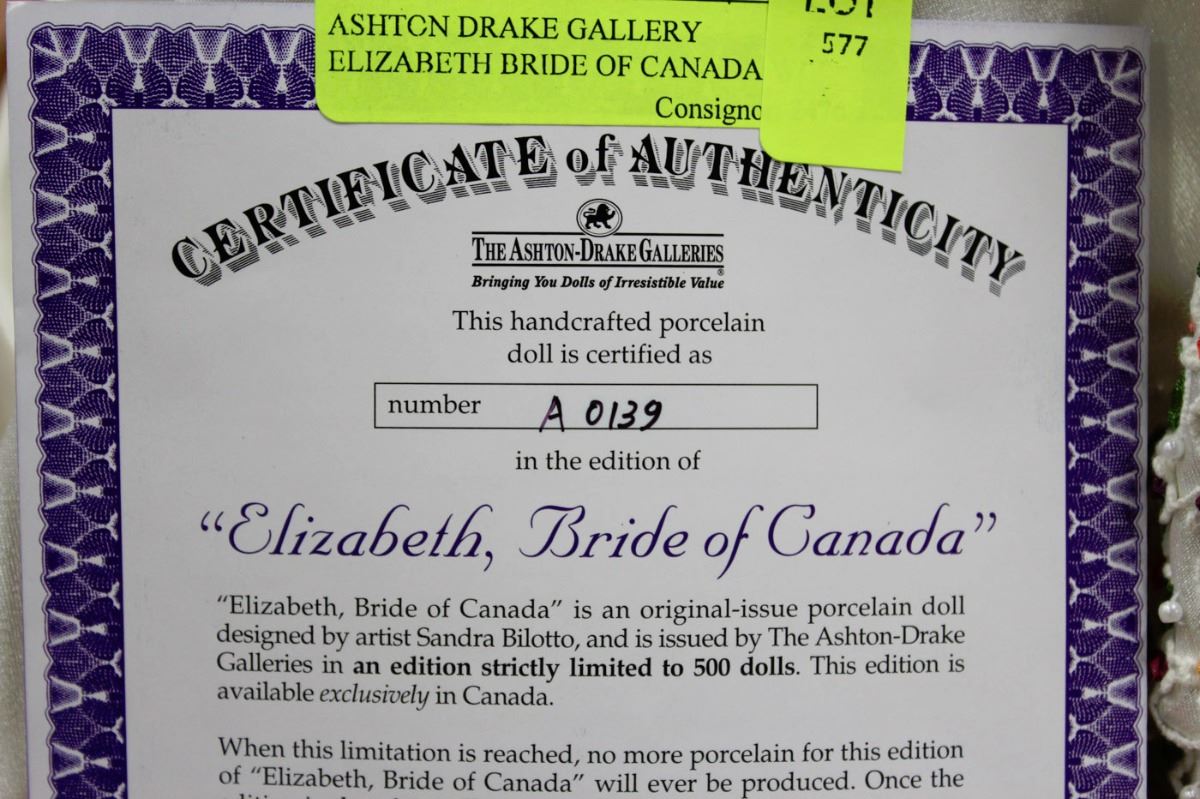 LOT
577
ASHTON DRAKE GALLERY
ELIZABETH BRIDE OF CANADA
CERTIFICATE of AUTHENTICITY
THE ASHTON-DRAKE GALLERIES
®
Bringing You Dolls of Irresistible Value
This handcrafted porcelain
doll is certified as
number A 0139
in the edition of
“Elizabeth, Bride of Canada”
“Elizabeth, Bride of Canada” is an original-issue porcelain doll
designed by artist Sandra Bilotto, and is issued by The Ashton-Drake
Galleries in an edition strictly limited to 500 dolls. This edition is
available exclusively in Canada.
When this limitation is reached, no more porcelain for this edition
of “Elizabeth, Bride of Canada” will ever be produced. Once the